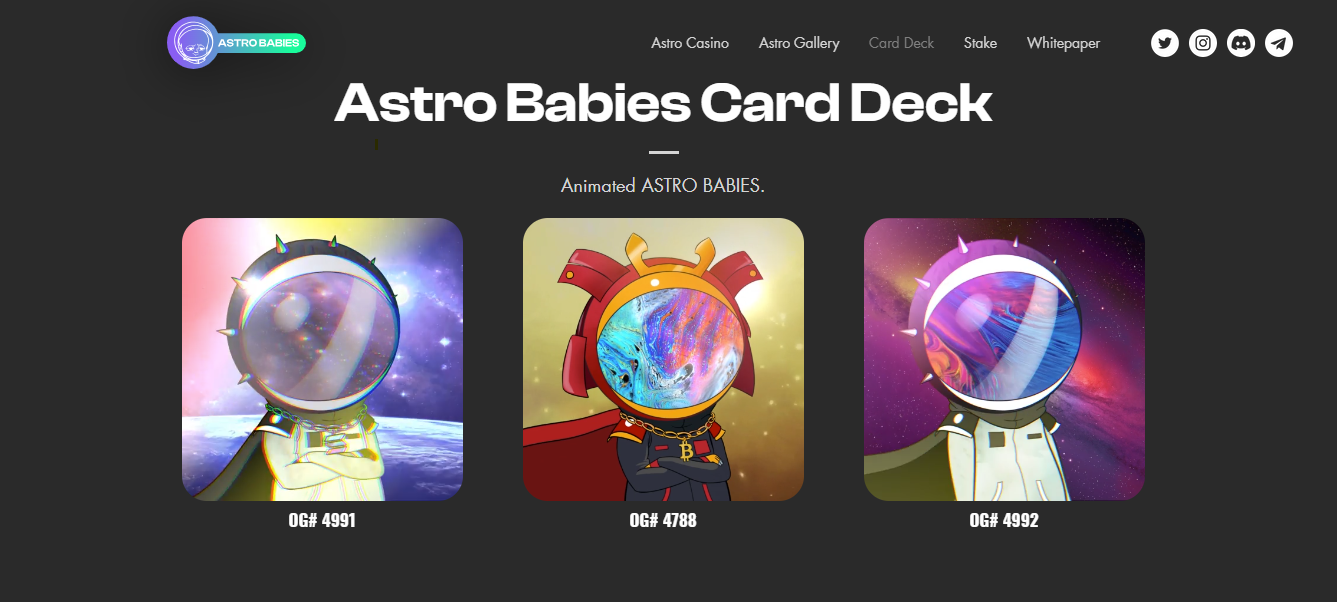 ASTRO BABIES
Astro Casino
Astro Gallery
Card Deck
Stake
Whitepaper
Astro Babies Card Deck
Animated ASTRO BABIES.
OG# 4991
OG# 4788
OG# 4992